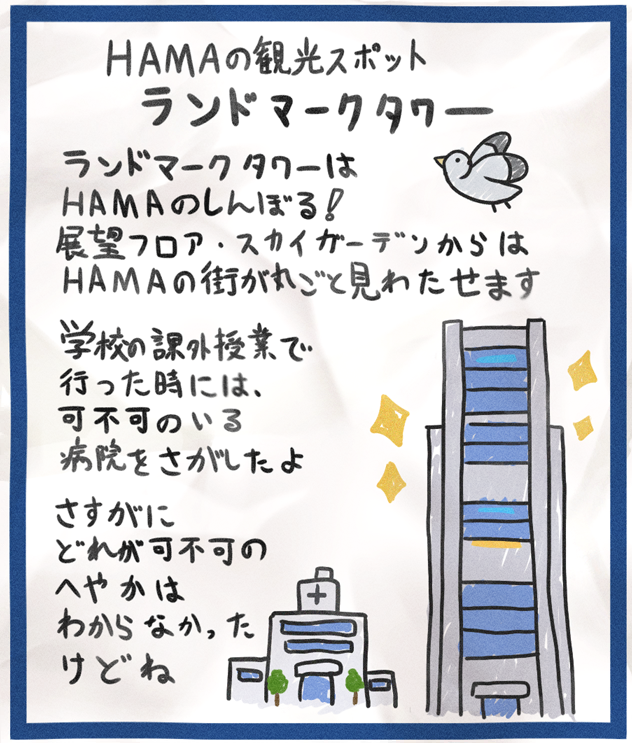 HAMAの観光スポット
ランドマークタワー
ランドマークタワーは
HAMAのしんぼる!
展望フロア・スカイガーデンからは
HAMAの街が丸ごと見わたせます
学校の課外授業で
行った時には、
可不可のいる
病院をさがしたよ
さすがに
どれが可不可の
へやかは
わからなかった
けどね